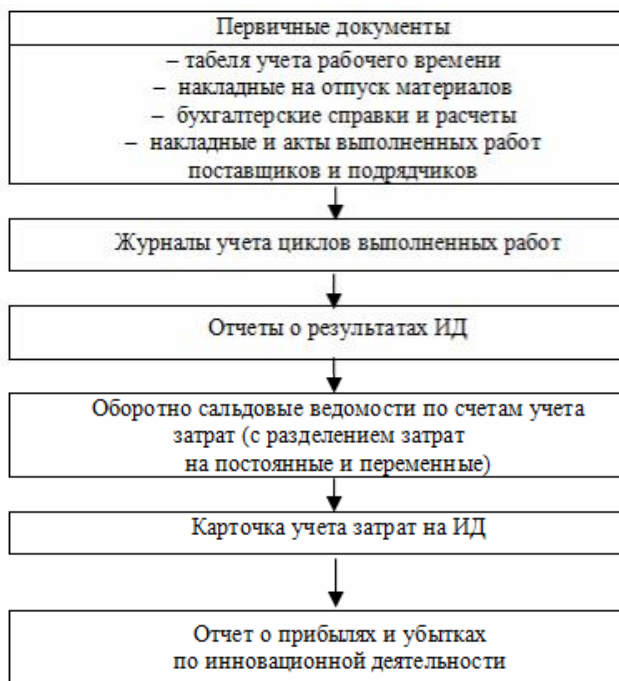 Первичные документы
– табеля учета рабочего времени
– накладные на отпуск материалов
– бухгалтерские справки и расчеты
– накладные и акты выполненных работ
поставщиков и подрядчиков
Журналы учета циклов выполненных работ
Отчеты о результатах ИД
Оборотно сальдовые ведомости по счетам учета
затрат (с разделением затрат
на постоянные и переменные)
Карточка учета затрат на ИД
Отчет о прибылях и убытках
по инновационной деятельности